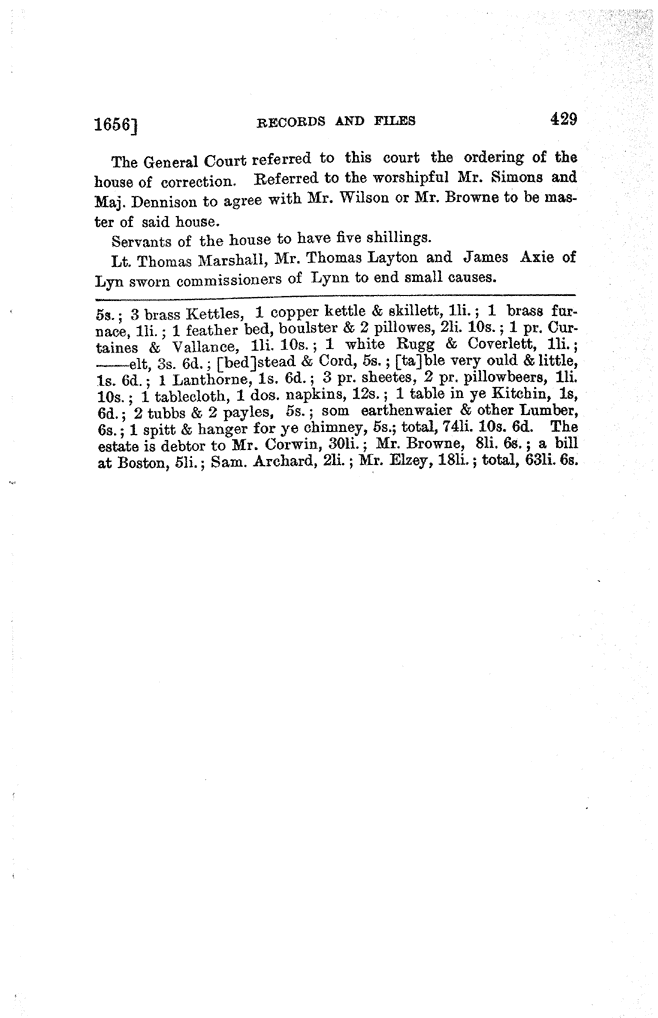 1656] RECORDS AND FILES 429
The General Court referred to this court the ordering of the
house of correction. Referred to the worshipful Mr. Simons and
Maj. Dennison to agree with Mr. Wilson or Mr. Browne to be mas-
ter of said house.
Servants of the house to have five shillings.
Lt. Thomas Marshall, Mr. Thomas Layton and James Axie of
Lyn sworn commissioners of Lynn to end small causes.
5s.; 3 brass Kettles, 1 copper kettle & skillett, 1li.; 1 brass fur-
nace, 1li.; 1 feather bed, boulster & 2 pillowes, 2li. 10s.; 1 pr. Cur-
taines & Vallance, 1li. 10s.; 1 white Rugg & Coverlett, 1li.;
——elt, 3s. 6d.; [bed]stead & Cord, 5s.; [ta]ble very ould & little,
1s. 6d.; 1 Lanthorne, 1s. 6d.; 3 pr. sheetes, 2 pr. pillowbeers, 1li.
10s.; 1 tablecloth, 1 dos. napkins, 12s.; 1 table in ye Kitchin, 1s,
6d.; 2 tubbs & 2 payles, 5s.; som earthenwaier & other Lumber,
6s.; 1 spitt & hanger for ye chimney, 5s.; total, 74li. 10s. 6d. The
estate is debtor to Mr. Corwin, 30li.; Mr. Browne, 8li. 6s.; a bill
at Boston, 5li.; Sam. Archard, 2li.; Mr. Elzey, 18li.; total, 63li. 6s.